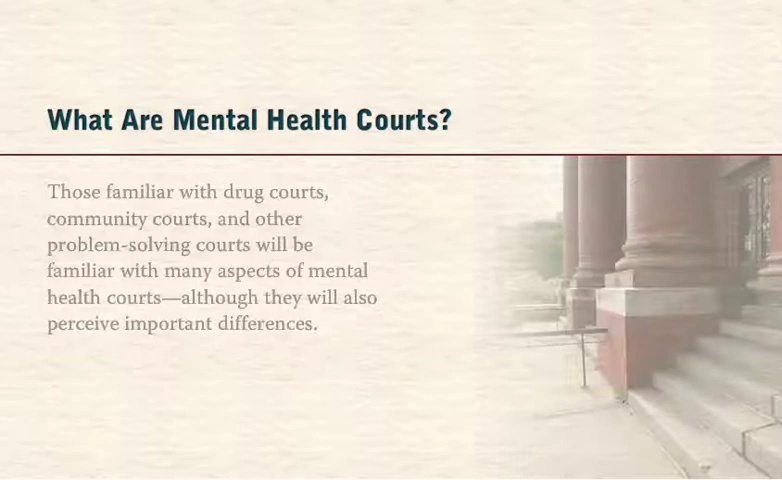 What Are Mental Health Courts?
Those familiar with drug courts,
community courts, and other
problem-solving courts will be
familiar with many aspects of mental
health courts—although they will also
perceive important differences.